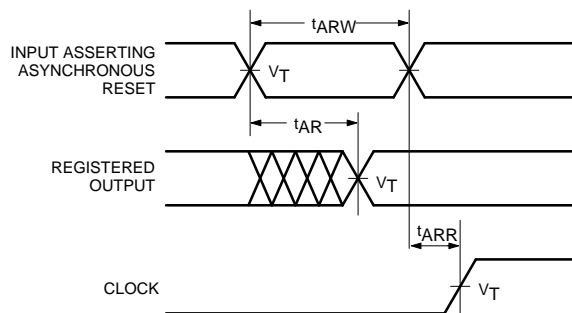 tARW
INPUT ASSERTING
ASYNCHRONOUS
RESET
VT
tAR
REGISTERED
OUTPUT
VT
tARR
CLOCK
VT